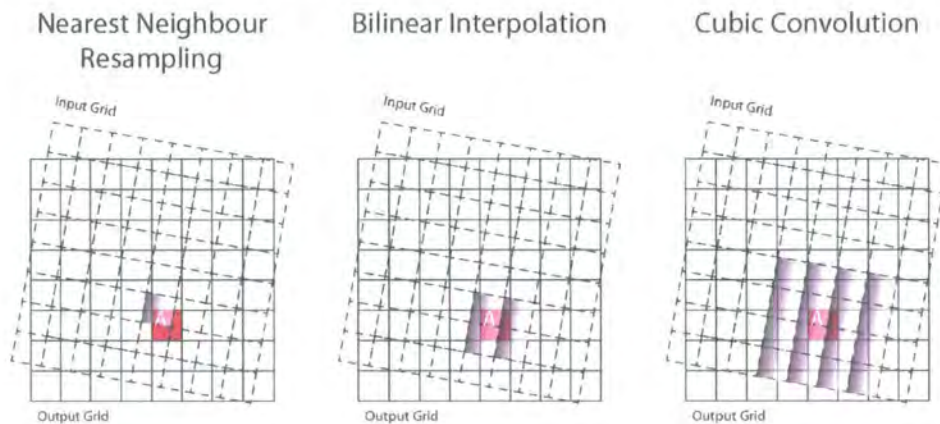 Nearest Neighbour
Resampling
Bilinear Interpolation
Cubic Convolution
Input Grid
Input Grid
Input Grid
A
A
A
Output Grid
Output Grid
Output Grid